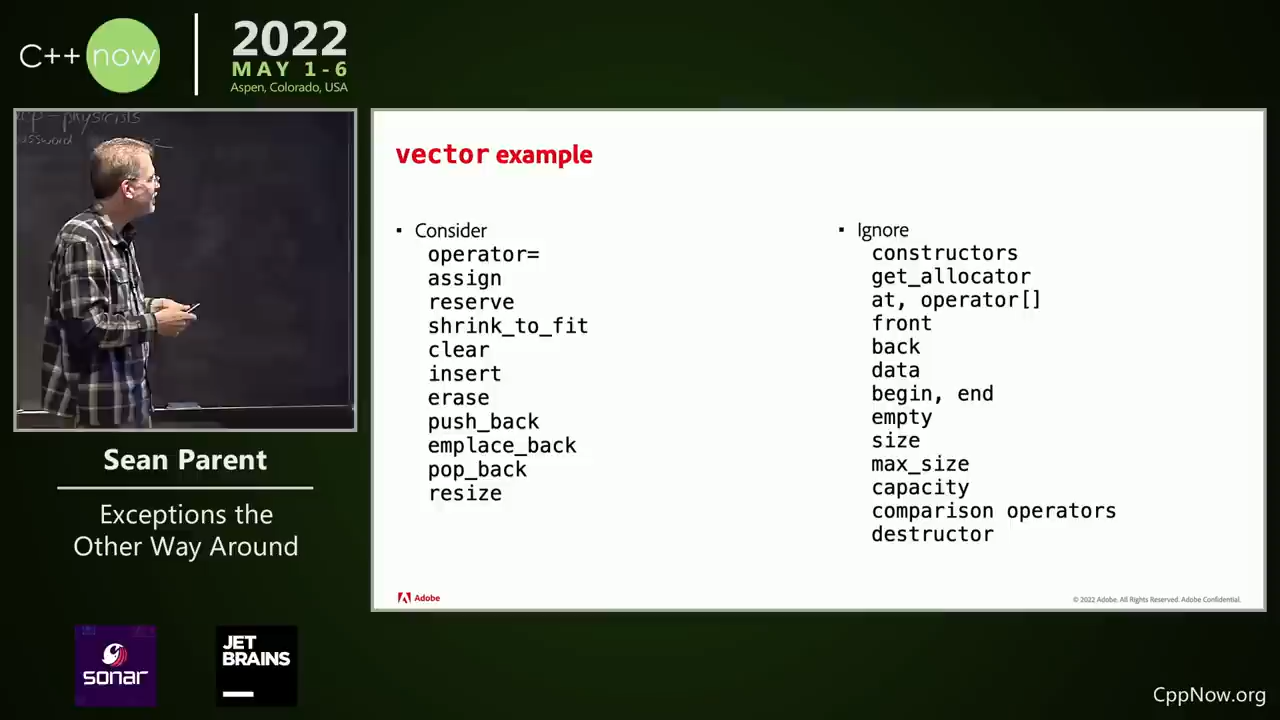 C++ now
2022
MAY 1-6
Aspen, Colorado, USA
physicists
Sean Parent
Exceptions the
Other Way Around
sonar
JET
BRAINS
vector example
▪ Consider
operator=
assign
reserve
shrink_to_fit
clear
insert
erase
push_back
emplace_back
pop_back
resize
▪ Ignore
constructors
get_allocator
at, operator[]
front
back
data
begin, end
empty
size
max_size
capacity
comparison operators
destructor
Adobe
© 2022 Adobe. All Rights Reserved. Adobe Confidential.
CppNow.org